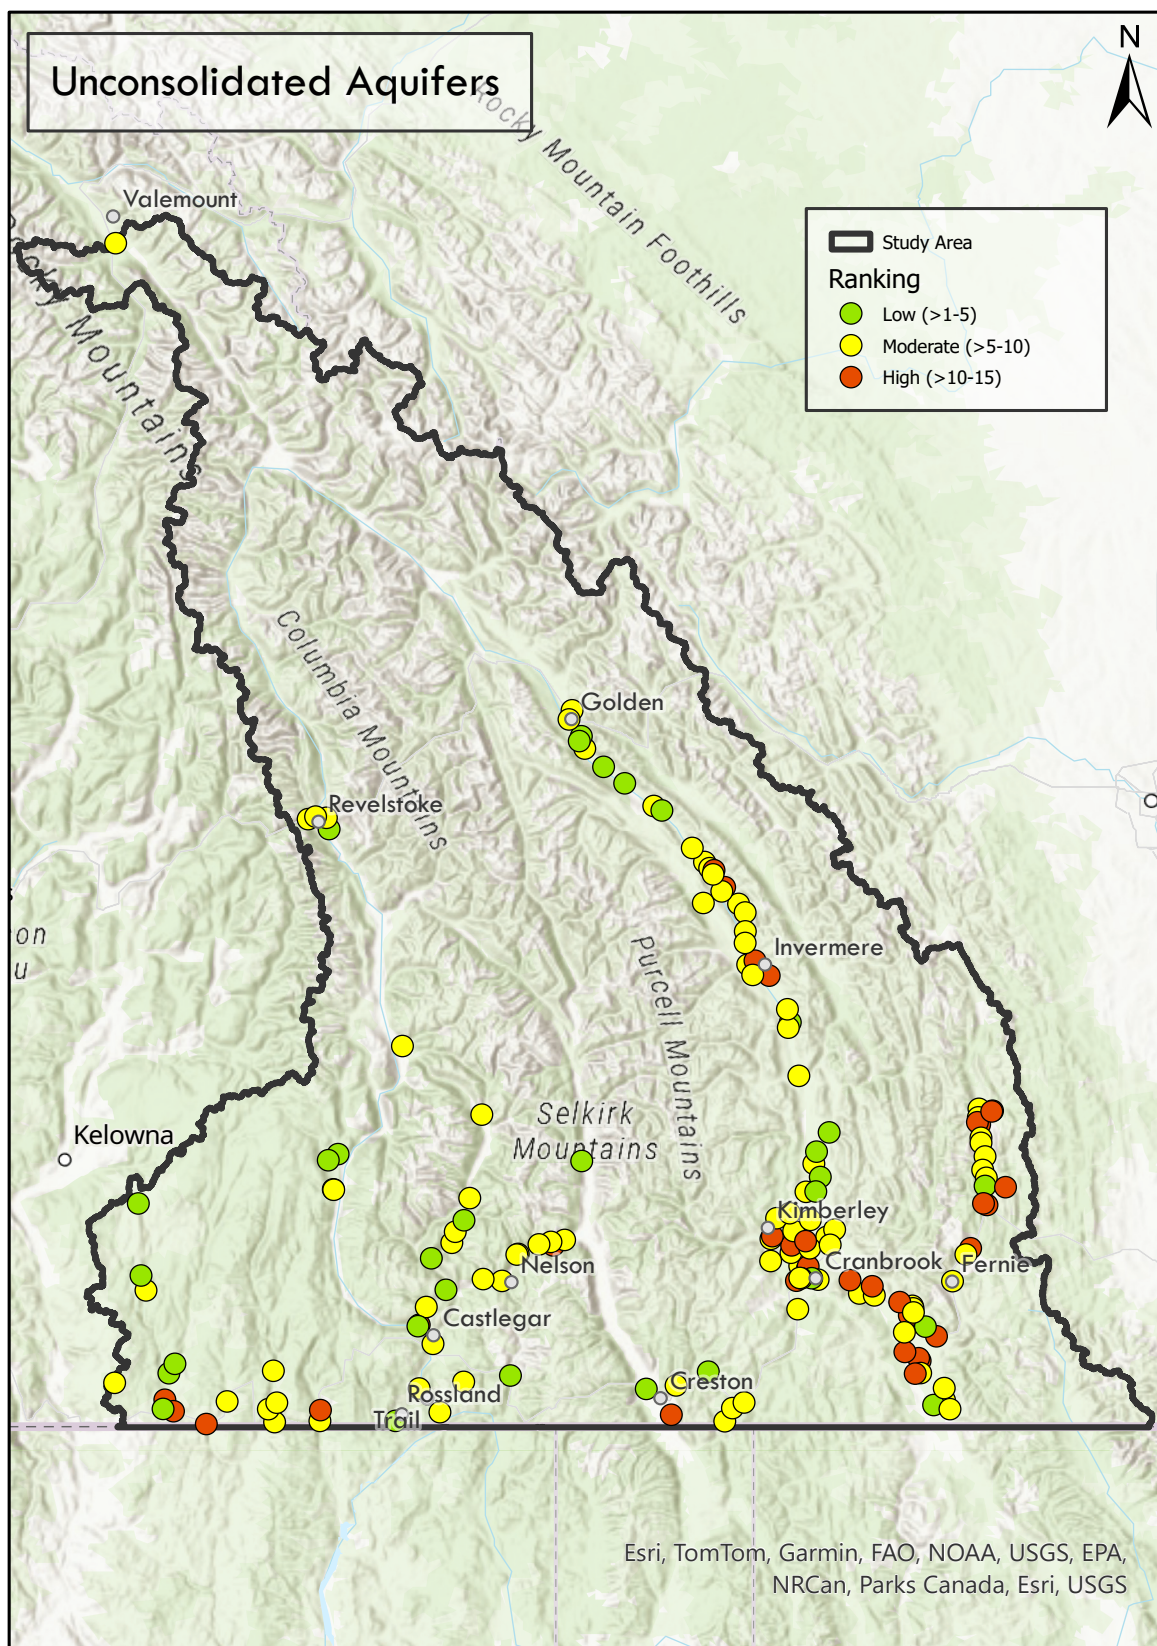 Unconsolidated Aquifers
N
Rocky Mountain Foothills
Valemount
Study Area
Ranking
Low (>1-5)
Moderate (>5-10)
High (>10-15)
Rocky Mountains
Columbia Mountains
Golden
Revelstoke
on
u
Purcell Mountains
Invermere
Selkirk
Mountains
Kelowna
Kimberley
Nelson
Cranbrook
Fernie
Castlegar
Creston
Rossland
Trail
Esri, TomTom, Garmin, FAO, NOAA, USGS, EPA,
NRCan, Parks Canada, Esri, USGS